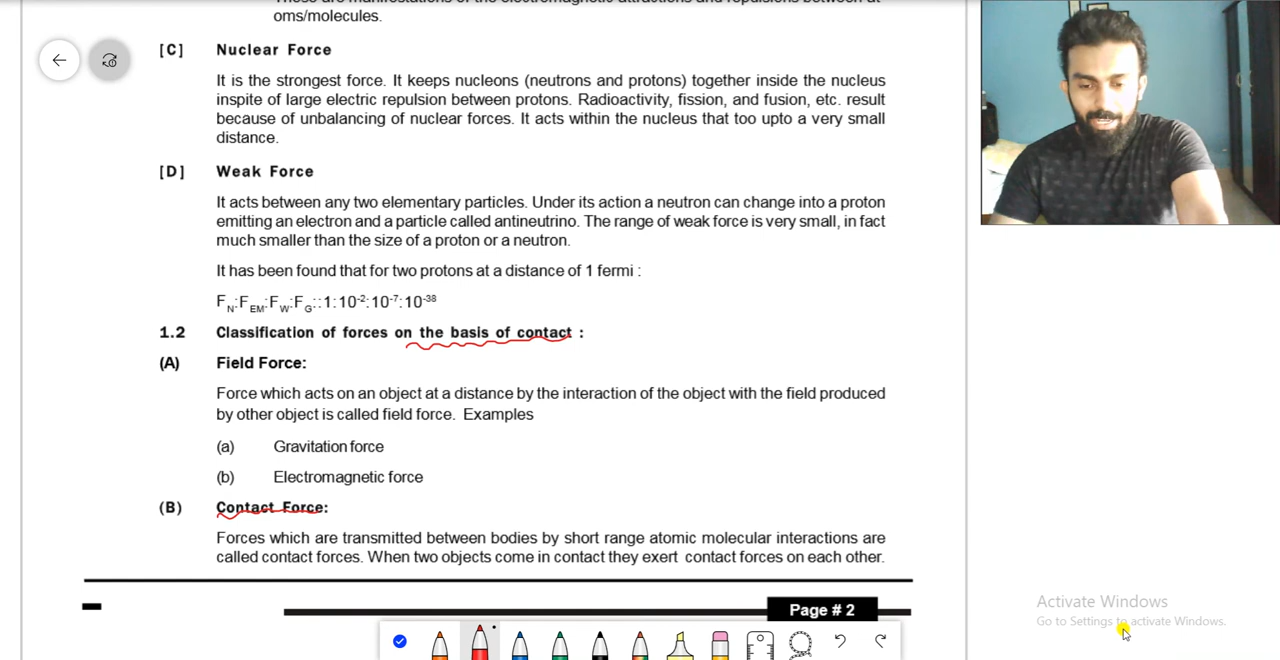 oms/molecules.
[C] Nuclear Force
It is the strongest force. It keeps nucleons (neutrons and protons) together inside the nucleus
inspite of large electric repulsion between protons. Radioactivity, fission, and fusion, etc. result
because of unbalancing of nuclear forces. It acts within the nucleus that too upto a very small
distance.
[D] Weak Force
It acts between any two elementary particles. Under its action a neutron can change into a proton
emitting an electron and a particle called antineutrino. The range of weak force is very small, in fact
much smaller than the size of a proton or a neutron.
It has been found that for two protons at a distance of 1 fermi :
F_N:F_EM:F_W:F_G::1:10⁻²:10⁻⁷:10⁻³⁸
1.2 Classification of forces on the basis of contact :
(A) Field Force:
Force which acts on an object at a distance by the interaction of the object with the field produced
by other object is called field force. Examples
(a) Gravitation force
(b) Electromagnetic force
(B) Contact Force:
Forces which are transmitted between bodies by short range atomic molecular interactions are
called contact forces. When two objects come in contact they exert contact forces on each other.
Page # 2
Activate Windows
Go to Settings to activate Windows.